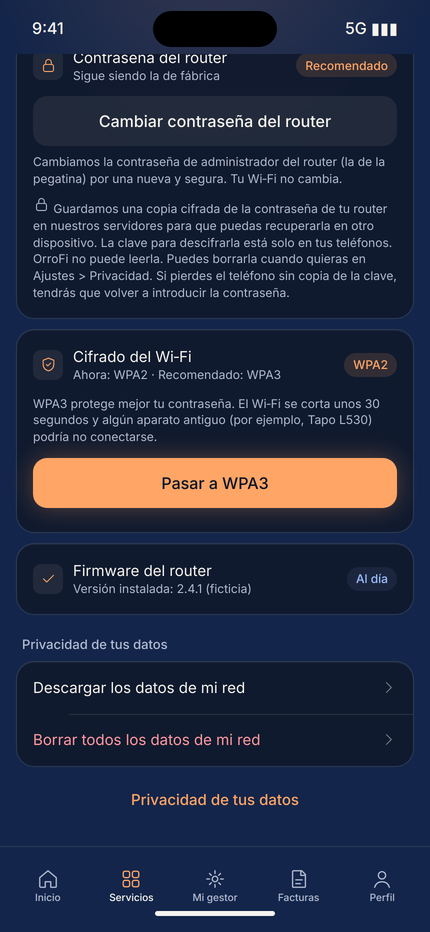 9:41
5G
Contraseña del router
Sigue siendo la de fábrica
Recomendado
Cambiar contraseña del router
Cambiamos la contraseña de administrador del router (la de la
pegatina) por una nueva y segura. Tu Wi-Fi no cambia.
Guardamos una copia cifrada de la contraseña de tu router
en nuestros servidores para que puedas recuperarla en otro
dispositivo. La clave para descifrarla está solo en tus teléfonos.
OrroFi no puede leerla. Puedes borrarla cuando quieras en
Ajustes > Privacidad. Si pierdes el teléfono sin copia de la clave,
tendrás que volver a introducir la contraseña.
Cifrado del Wi-Fi
Ahora: WPA2 · Recomendado: WPA3
WPA2
WPA3 protege mejor tu contraseña. El Wi-Fi se corta unos 30
segundos y algún aparato antiguo (por ejemplo, Tapo L530)
podría no conectarse.
Pasar a WPA3
Firmware del router
Versión instalada: 2.4.1 (ficticia)
Al día
Privacidad de tus datos
Descargar los datos de mi red
Borrar todos los datos de mi red
Privacidad de tus datos
Inicio
Servicios
Mi gestor
Facturas
Perfil